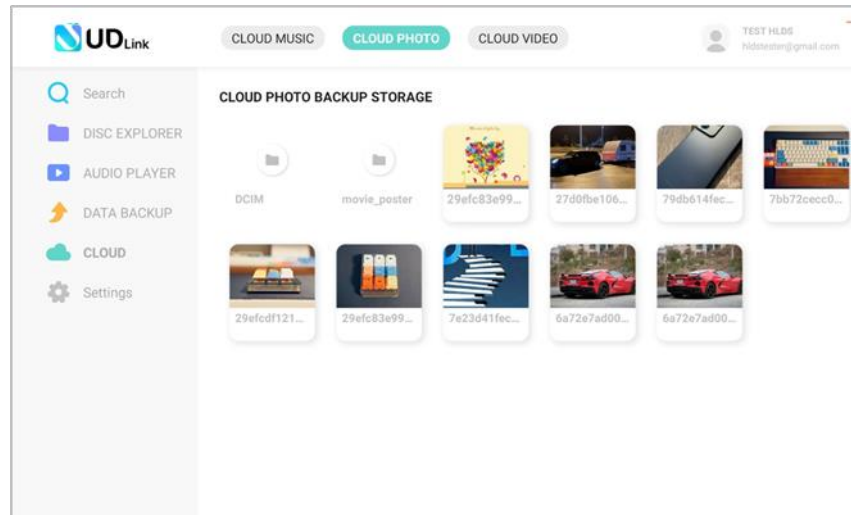 UDLink
CLOUD MUSIC
CLOUD PHOTO
CLOUD VIDEO
TEST HLDS
hldstester@gmail.com
Search
DISC EXPLORER
AUDIO PLAYER
DATA BACKUP
CLOUD
Settings
CLOUD PHOTO BACKUP STORAGE
DCIM
movie_poster
29efc83e99...
27d0fbe106...
79db614fec...
7bb72cecc0...
29efcdf121...
29efc83e99...
7e23d41fec...
6a72e7ad00...
6a72e7ad00...